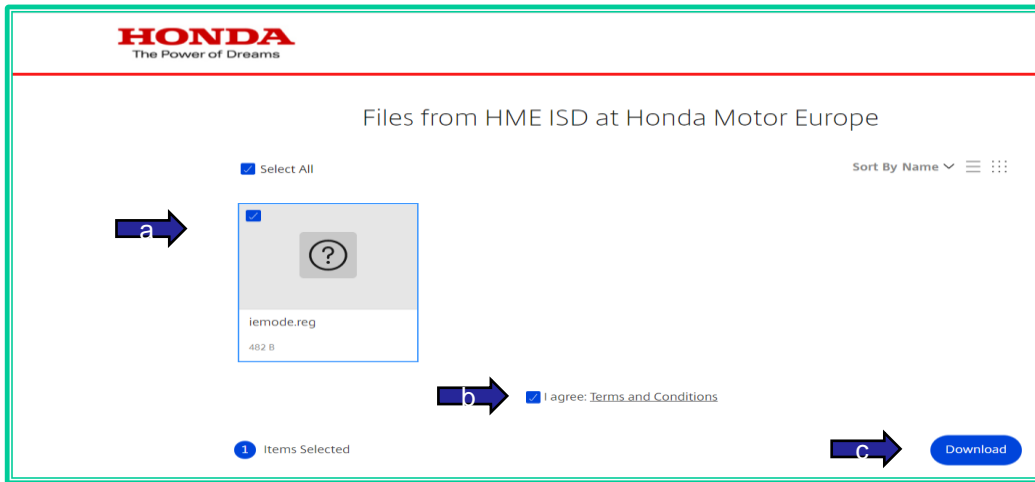 HONDA
The Power of Dreams
Files from HME ISD at Honda Motor Europe
Select All
Sort By Name
a
?
iemode.reg
482 B
b
I agree: Terms and Conditions
1 Items Selected
c
Download